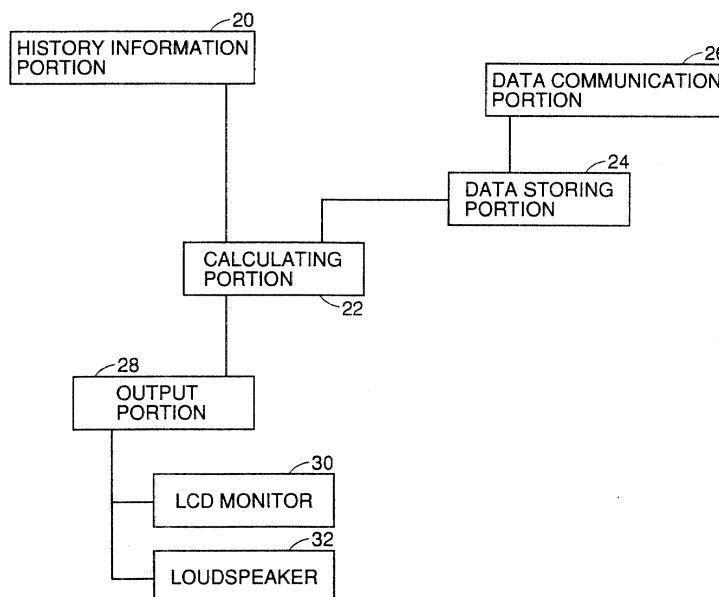 20
HISTORY INFORMATION
PORTION
26
DATA COMMUNICATION
PORTION
24
DATA STORING
PORTION
CALCULATING
PORTION
22
28
OUTPUT
PORTION
30
LCD MONITOR
32
LOUDSPEAKER